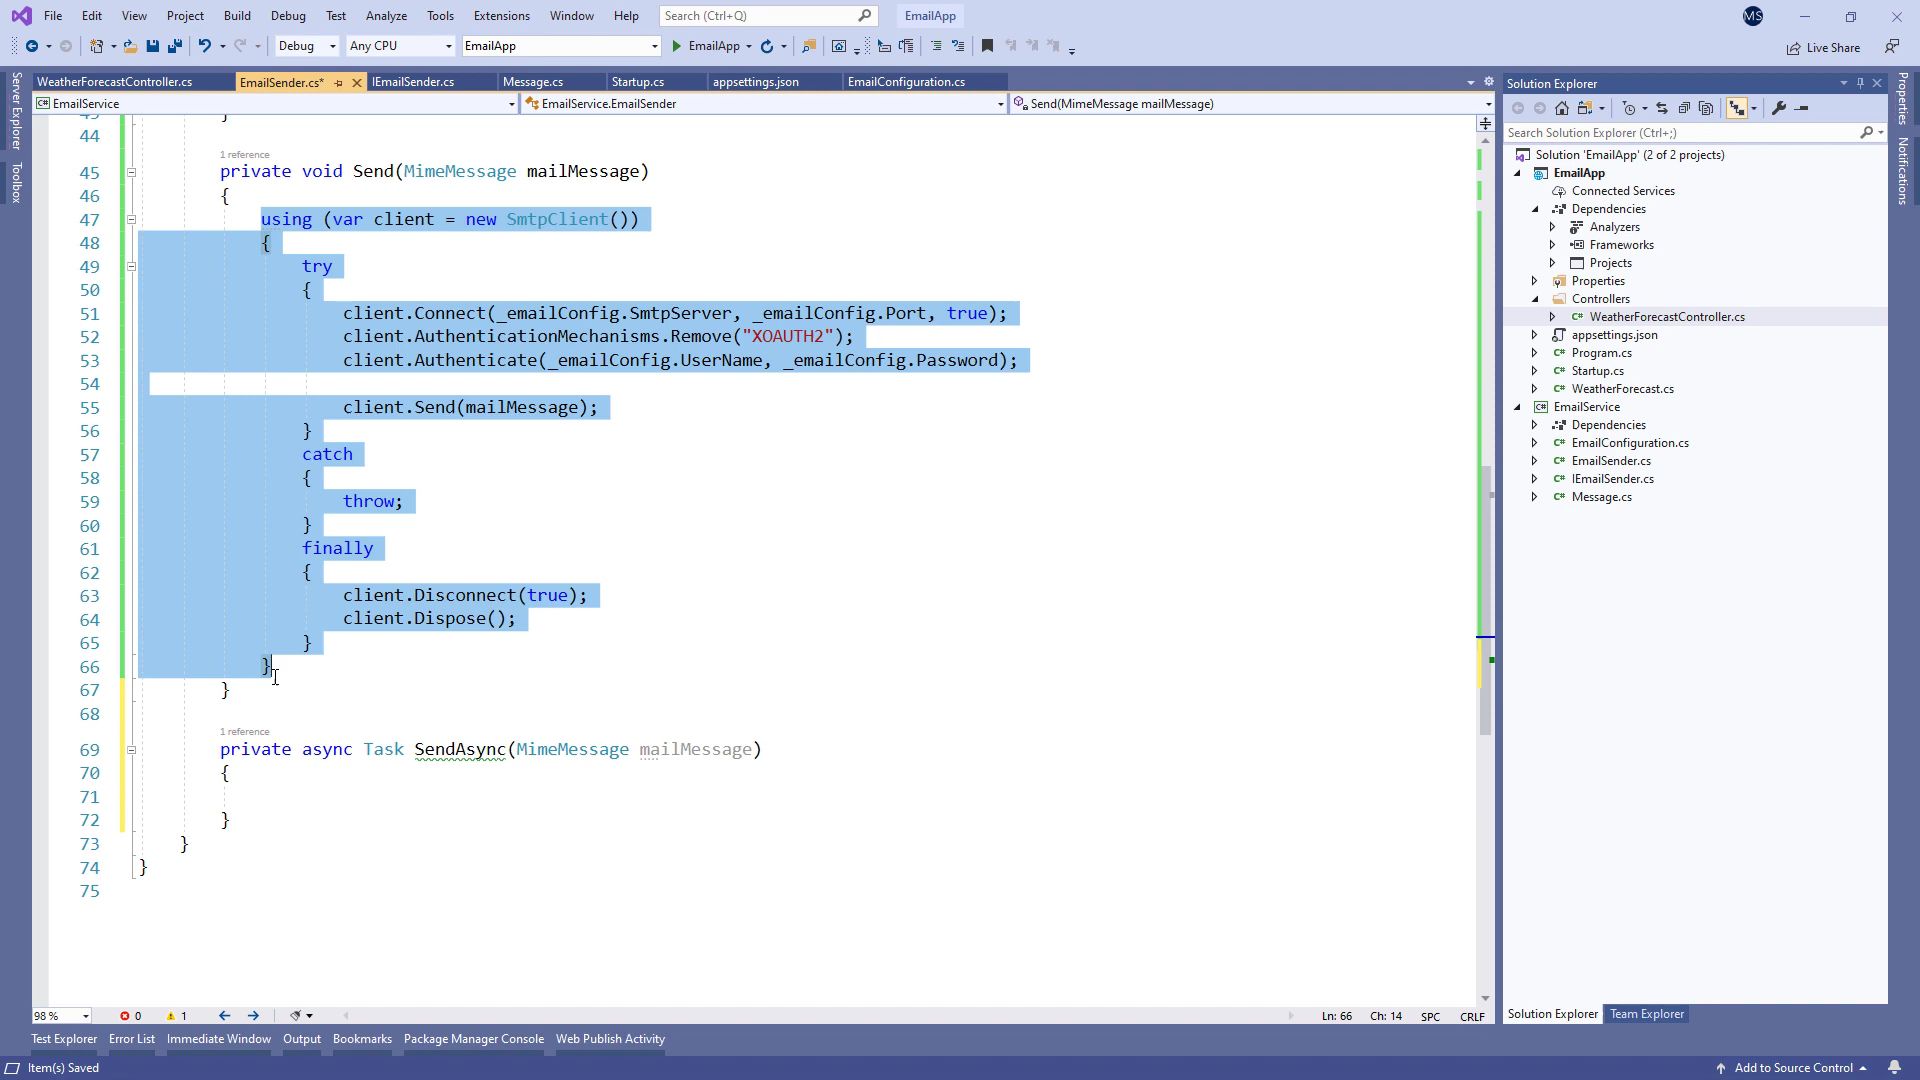 File Edit View Project Build Debug Test Analyze Tools Extensions Window Help Search (Ctrl+Q) EmailApp MS
Debug Any CPU EmailApp EmailApp Live Share
WeatherForecastController.cs EmailSender.cs* IEmailSender.cs Message.cs Startup.cs appsettings.json EmailConfiguration.cs
C# EmailService EmailService.EmailSender Send(MimeMessage mailMessage)
Server Explorer
Toolbox
44
1 reference
45 private void Send(MimeMessage mailMessage)
46 {
47 using (var client = new SmtpClient())
48 {
49 try
50 {
51 client.Connect(_emailConfig.SmtpServer, _emailConfig.Port, true);
52 client.AuthenticationMechanisms.Remove("XOAUTH2");
53 client.Authenticate(_emailConfig.UserName, _emailConfig.Password);
54
55 client.Send(mailMessage);
56 }
57 catch
58 {
59 throw;
60 }
61 finally
62 {
63 client.Disconnect(true);
64 client.Dispose();
65 }
66 }
67 }
68
1 reference
69 private async Task SendAsync(MimeMessage mailMessage)
70 {
71
72 }
73 }
74 }
75
98 % 0 1 Ln: 66 Ch: 14 SPC CRLF
Solution Explorer
Search Solution Explorer (Ctrl+;)
Solution 'EmailApp' (2 of 2 projects)
EmailApp
Connected Services
Dependencies
Analyzers
Frameworks
Projects
Properties
Controllers
C# WeatherForecastController.cs
appsettings.json
C# Program.cs
C# Startup.cs
C# WeatherForecast.cs
C# EmailService
Dependencies
C# EmailConfiguration.cs
C# EmailSender.cs
C# IEmailSender.cs
C# Message.cs
Solution Explorer Team Explorer
Properties
Notifications
Test Explorer Error List Immediate Window Output Bookmarks Package Manager Console Web Publish Activity
Item(s) Saved Add to Source Control